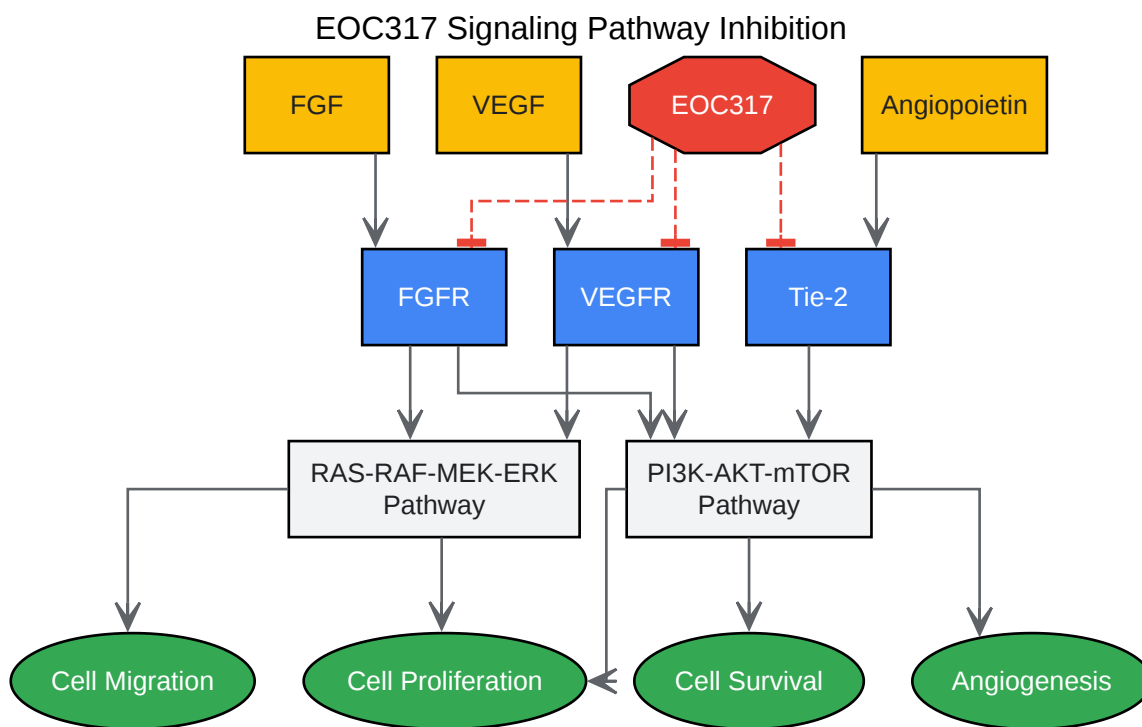 EOC317 Signaling Pathway Inhibition
FGF
VEGF
EOC317
Angiopoietin
FGFR
VEGFR
Tie-2
RAS-RAF-MEK-ERK
Pathway
PI3K-AKT-mTOR
Pathway
Cell Migration
Cell Proliferation
Cell Survival
Angiogenesis